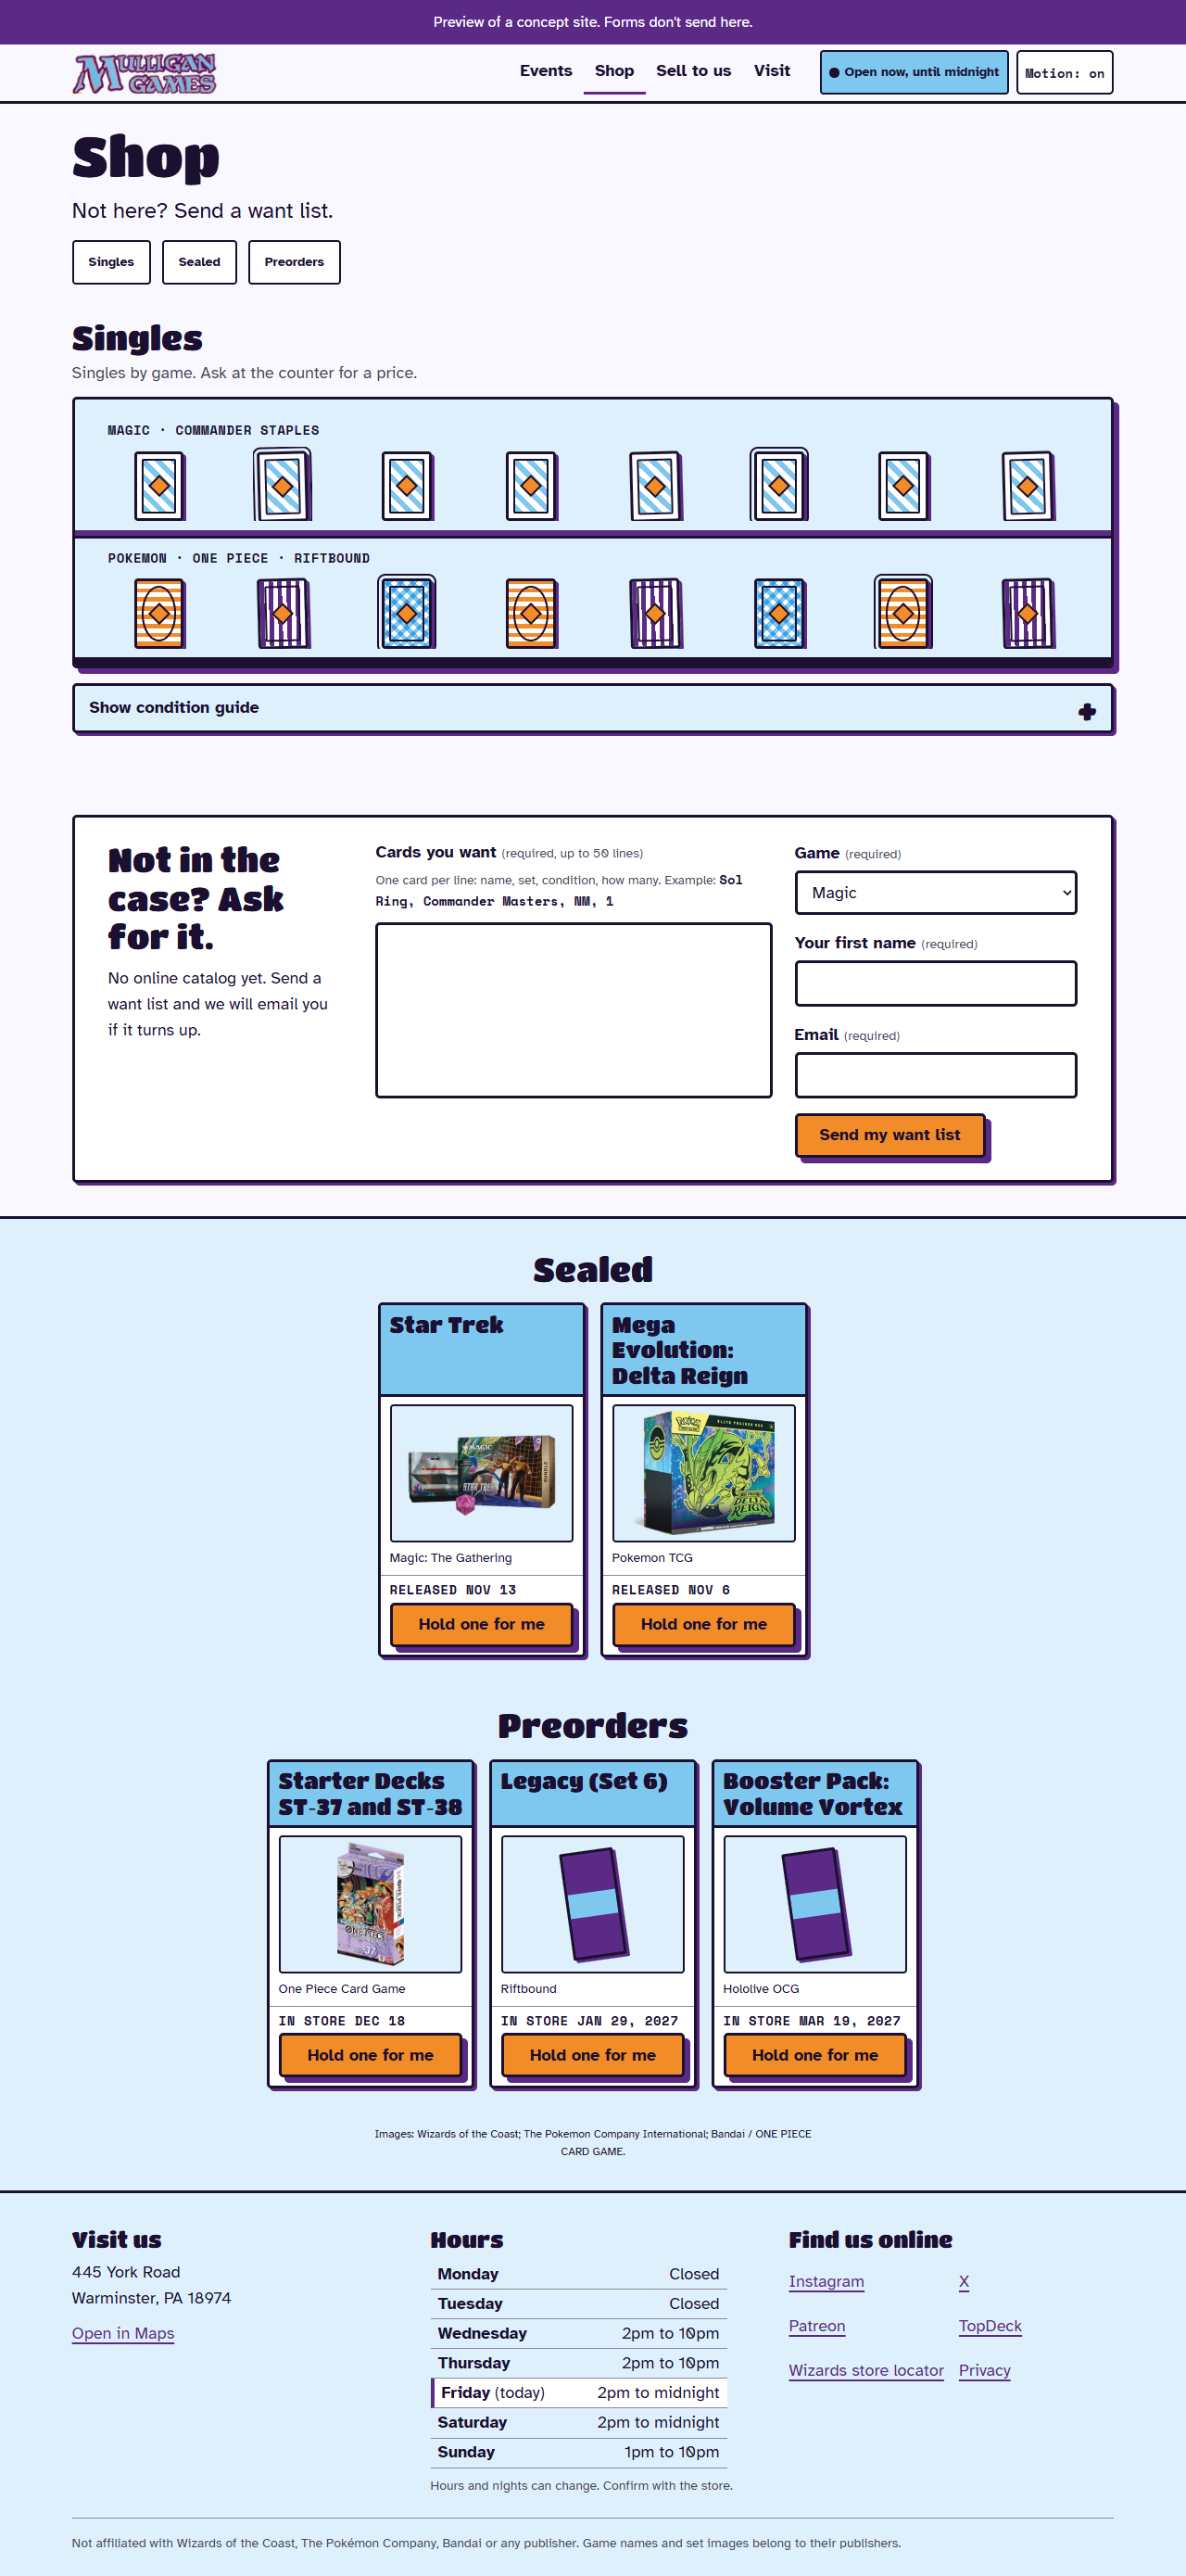 Preview of a concept site. Forms don't send here.
MULLIGAN GAMES
Events Shop Sell to us Visit
Open now, until midnight
Motion: on
Shop
Not here? Send a want list.
Singles Sealed Preorders
Singles
Singles by game. Ask at the counter for a price.
MAGIC · COMMANDER STAPLES
POKEMON · ONE PIECE · RIFTBOUND
Show condition guide
Not in the
case? Ask
for it.
No online catalog yet. Send a
want list and we will email you
if it turns up.
Cards you want (required, up to 50 lines)
One card per line: name, set, condition, how many. Example: Sol
Ring, Commander Masters, NM, 1
Game (required)
Magic
Your first name (required)
Email (required)
Send my want list
Sealed
Star Trek
MAGIC
STAR TREK
BUNDLE
Magic: The Gathering
RELEASED NOV 13
Hold one for me
Mega
Evolution:
Delta Reign
POKÉMON
ELITE TRAINER BOX
DELTA
REIGN
Pokemon TCG
RELEASED NOV 6
Hold one for me
Preorders
Starter Decks
ST-37 and ST-38
ONE PIECE
37
One Piece Card Game
IN STORE DEC 18
Hold one for me
Legacy (Set 6)
Riftbound
IN STORE JAN 29, 2027
Hold one for me
Booster Pack:
Volume Vortex
Hololive OCG
IN STORE MAR 19, 2027
Hold one for me
Images: Wizards of the Coast; The Pokemon Company International; Bandai / ONE PIECE
CARD GAME.
Visit us
445 York Road
Warminster, PA 18974
Open in Maps
Hours
Monday Closed
Tuesday Closed
Wednesday 2pm to 10pm
Thursday 2pm to 10pm
Friday (today) 2pm to midnight
Saturday 2pm to midnight
Sunday 1pm to 10pm
Hours and nights can change. Confirm with the store.
Find us online
Instagram X
Patreon TopDeck
Wizards store locator Privacy
Not affiliated with Wizards of the Coast, The Pokémon Company, Bandai or any publisher. Game names and set images belong to their publishers.